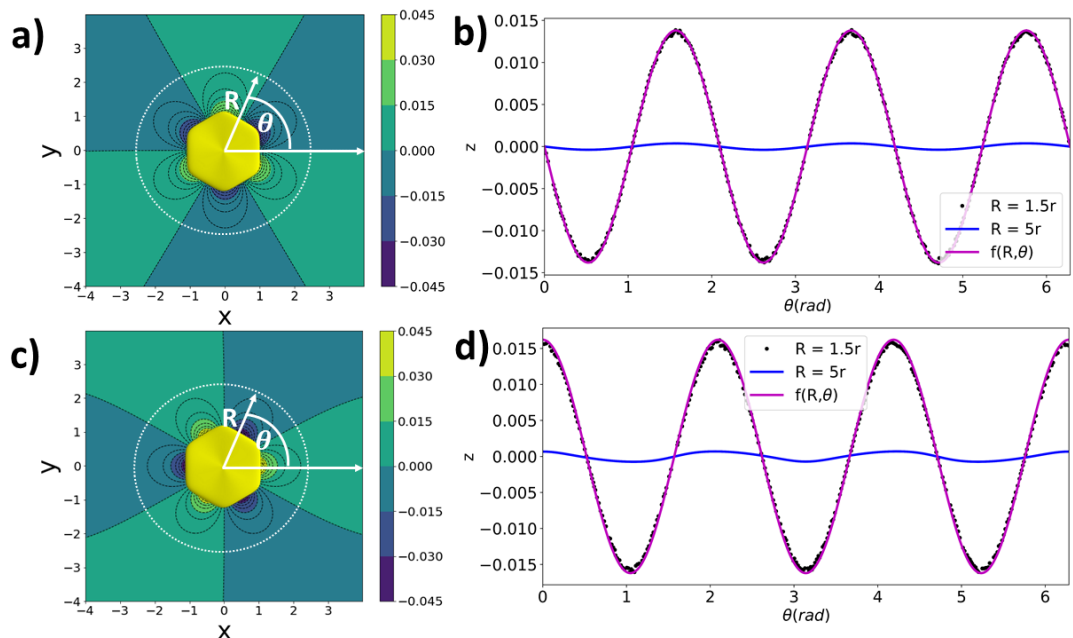 a)
y
3
2
1
0
−1
−2
−3
−4
−4 −3 −2 −1 0 1 2 3
x
R
θ
0.045
0.030
0.015
0.000
−0.015
−0.030
−0.045
b)
z
0.015
0.010
0.005
0.000
−0.005
−0.010
−0.015
0 1 2 3 4 5 6
θ(rad)
R = 1.5r
R = 5r
f(R,θ)
c)
y
3
2
1
0
−1
−2
−3
−4
−4 −3 −2 −1 0 1 2 3
x
R
θ
0.045
0.030
0.015
0.000
−0.015
−0.030
−0.045
d)
z
0.015
0.010
0.005
0.000
−0.005
−0.010
−0.015
0 1 2 3 4 5 6
θ(rad)
R = 1.5r
R = 5r
f(R,θ)